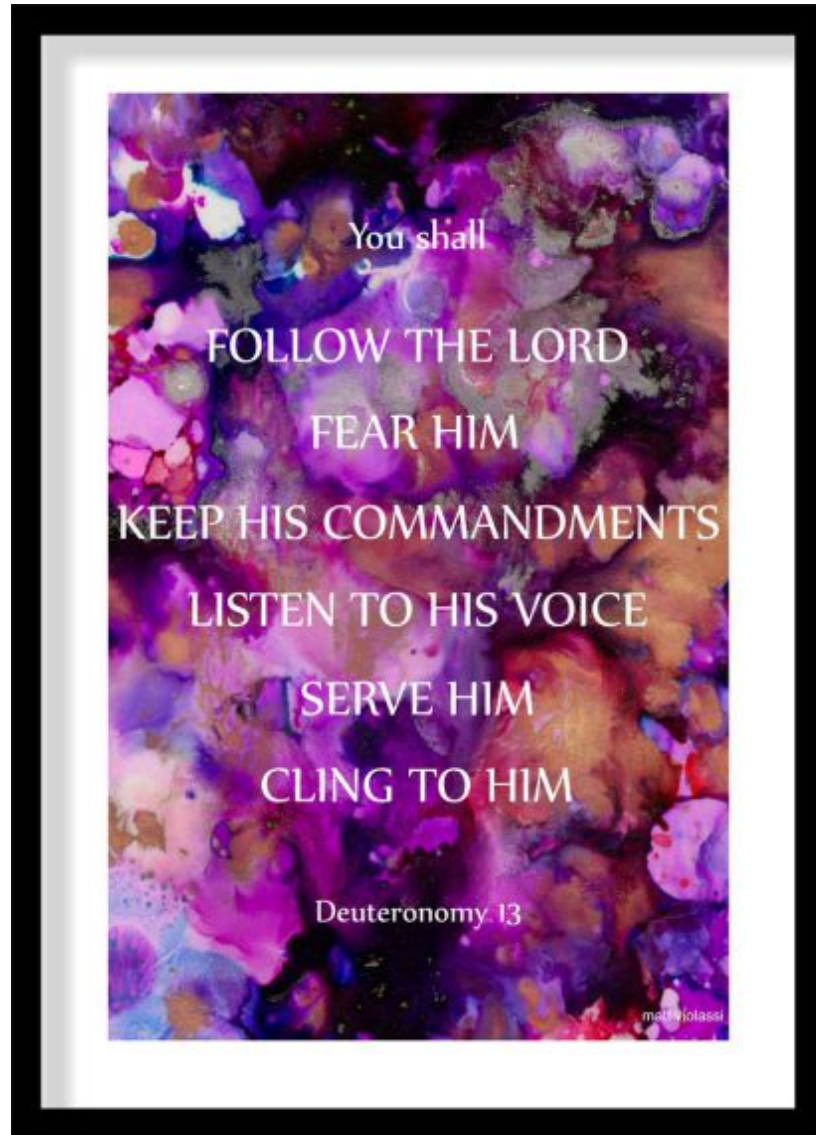 You shall
FOLLOW THE LORD
FEAR HIM
KEEP HIS COMMANDMENTS
LISTEN TO HIS VOICE
SERVE HIM
CLING TO HIM
Deuteronomy 13